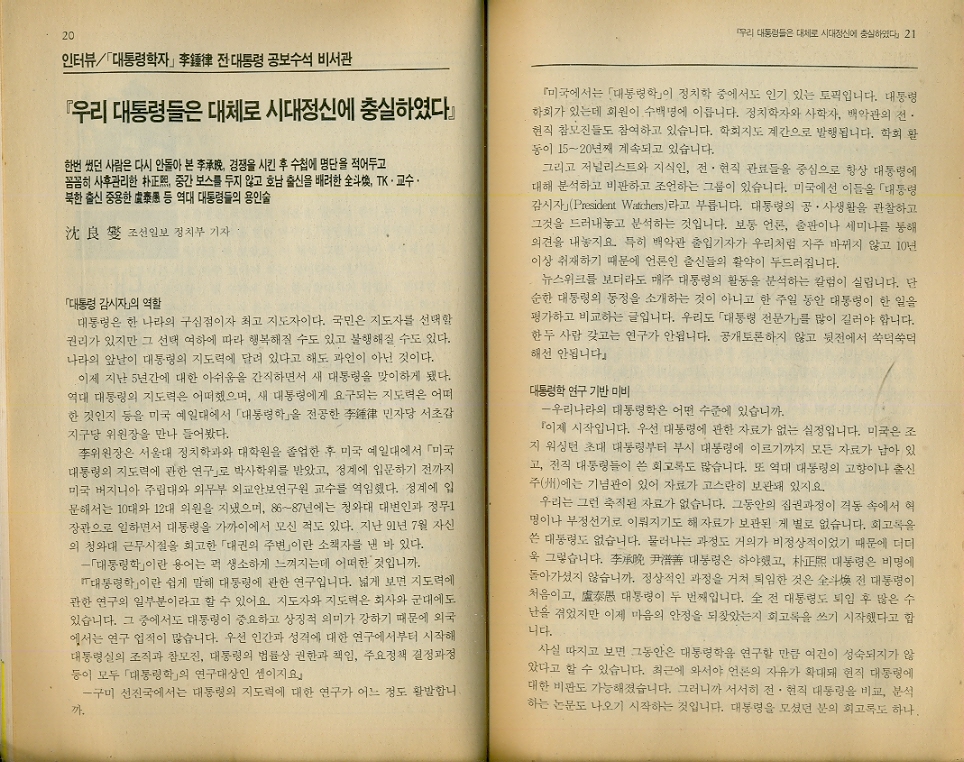 20
인터뷰/「대통령학자」 李鍾律 전대통령 공보수석 비서관
『우리 대통령들은 대체로 시대정신에 충실하였다』
한번 썼던 사람은 다시 안돌아 본 李承晩, 경쟁을 시킨 후 수첩에 명단을 적어두고
꼼꼼히 사후관리한 朴正熙, 중간 보스를 두지 않고 호남 출신을 배려한 全斗煥, TK·교수·
북한 출신 중용한 盧泰愚 등 역대 대통령들의 용인술
沈良燮 조선일보 정치부 기자
「대통령 감시자」의 역할
대통령은 한 나라의 구심점이자 최고 지도자이다. 국민은 지도자를 선택할
권리가 있지만 그 선택 여하에 따라 행복해질 수도 있고 불행해질 수도 있다.
나라의 앞날이 대통령의 지도력에 달려 있다고 해도 과언이 아닌 것이다.
이제 지난 5년간에 대한 아쉬움을 간직하면서 새 대통령을 맞이하게 됐다.
역대 대통령의 지도력은 어떠했으며, 새 대통령에게 요구되는 지도력은 어떠
한 것인지 등을 미국 예일대에서 「대통령학」을 전공한 李鍾律 민자당 서초갑
지구당 위원장을 만나 들어봤다.
李위원장은 서울대 정치학과와 대학원을 졸업한 후 미국 예일대에서 「미국
대통령의 지도력에 관한 연구」로 박사학위를 받았고, 정계에 입문하기 전까지
미국 버지니아 주립대와 외무부 외교안보연구원 교수를 역임했다. 정계에 입
문해서는 10대와 12대 의원을 지냈으며, 86~87년에는 청와대 대변인과 정무1
장관으로 일하면서 대통령을 가까이에서 모신 적도 있다. 지난 91년 7월 자신
의 청와대 근무시절을 회고한 「대권의 주변」이란 소책자를 낸 바 있다.
―「대통령학」이란 용어는 퍽 생소하게 느껴지는데 어떠한 것입니까.
『「대통령학」이란 쉽게 말해 대통령에 관한 연구입니다. 넓게 보면 지도력에
관한 연구의 일부분이라고 할 수 있어요. 지도자와 지도력은 회사와 군대에도
있습니다. 그 중에서도 대통령이 중요하고 상징적 의미가 강하기 때문에 외국
에서는 연구 업적이 많습니다. 우선 인간과 성격에 대한 연구에서부터 시작해
대통령실의 조직과 참모진, 대통령의 법률상 권한과 책임, 주요정책 결정과정
등이 모두 「대통령학」의 연구대상인 셈이지요』
―구미 선진국에서는 대통령의 지도력에 대한 연구가 어느 정도 활발합니
까.
『우리 대통령들은 대체로 시대정신에 충실하였다』 21
『미국에서는 「대통령학」이 정치학 중에서도 인기 있는 토픽입니다. 대통령
학회가 있는데 회원이 수백명에 이릅니다. 정치학자와 사학자, 백악관의 전·
현직 참모진들도 참여하고 있습니다. 학회지도 계간으로 발행됩니다. 학회 활
동이 15~20년째 계속되고 있습니다.
그리고 저널리스트와 지식인, 전·현직 관료들을 중심으로 항상 대통령에
대해 분석하고 비판하고 조언하는 그룹이 있습니다. 미국에선 이들을 「대통령
감시자」(President Watchers)라고 부릅니다. 대통령의 공·사생활을 관찰하고
그것을 드러내놓고 분석하는 것입니다. 보통 언론, 출판이나 세미나를 통해
의견을 내놓지요. 특히 백악관 출입기자가 우리처럼 자주 바뀌지 않고 10년
이상 취재하기 때문에 언론인 출신들의 활약이 두드러집니다.
뉴스위크를 보더라도 매주 대통령의 활동을 분석하는 칼럼이 실립니다. 단
순한 대통령의 동정을 소개하는 것이 아니고 한 주일 동안 대통령이 한 일을
평가하고 비교하는 글입니다. 우리도 「대통령 전문가」를 많이 길러야 합니다.
한두 사람 갖고는 연구가 안됩니다. 공개토론하지 않고 뒷전에서 쑥덕쑥덕
해선 안됩니다』
대통령학 연구 기반 미비
―우리나라의 대통령학은 어떤 수준에 있습니까.
『이제 시작입니다. 우선 대통령에 관한 자료가 없는 실정입니다. 미국은 조
지 워싱턴 초대 대통령부터 부시 대통령에 이르기까지 모든 자료가 남아 있
고, 전직 대통령들이 쓴 회고록도 많습니다. 또 역대 대통령의 고향이나 출신
주(州)에는 기념관이 있어 자료가 고스란히 보관돼 있지요.
우리는 그런 축적된 자료가 없습니다. 그동안의 집권과정이 격동 속에서 혁
명이나 부정선거로 이뤄지기도 해 자료가 보관된 게 별로 없습니다. 회고록을
쓴 대통령도 없습니다. 물러나는 과정도 거의가 비정상적이었기 때문에 더더
욱 그렇습니다. 李承晩 尹潽善 대통령은 하야했고, 朴正熙 대통령은 비명에
돌아가셨지 않습니까. 정상적인 과정을 거쳐 퇴임한 것은 全斗煥 전 대통령이
처음이고, 盧泰愚 대통령이 두 번째입니다. 全 전 대통령도 퇴임 후 많은 수
난을 겪었지만 이제 마음의 안정을 되찾았는지 회고록을 쓰기 시작했다고 합
니다.
사실 따지고 보면 그동안은 대통령학을 연구할 만큼 여건이 성숙되지가 않
았다고 할 수 있습니다. 최근에 와서야 언론의 자유가 확대돼 현직 대통령에
대한 비판도 가능해졌습니다. 그러니까 서서히 전·현직 대통령을 비교, 분석
하는 논문도 나오기 시작하는 것입니다. 대통령을 모셨던 분의 회고록도 하나